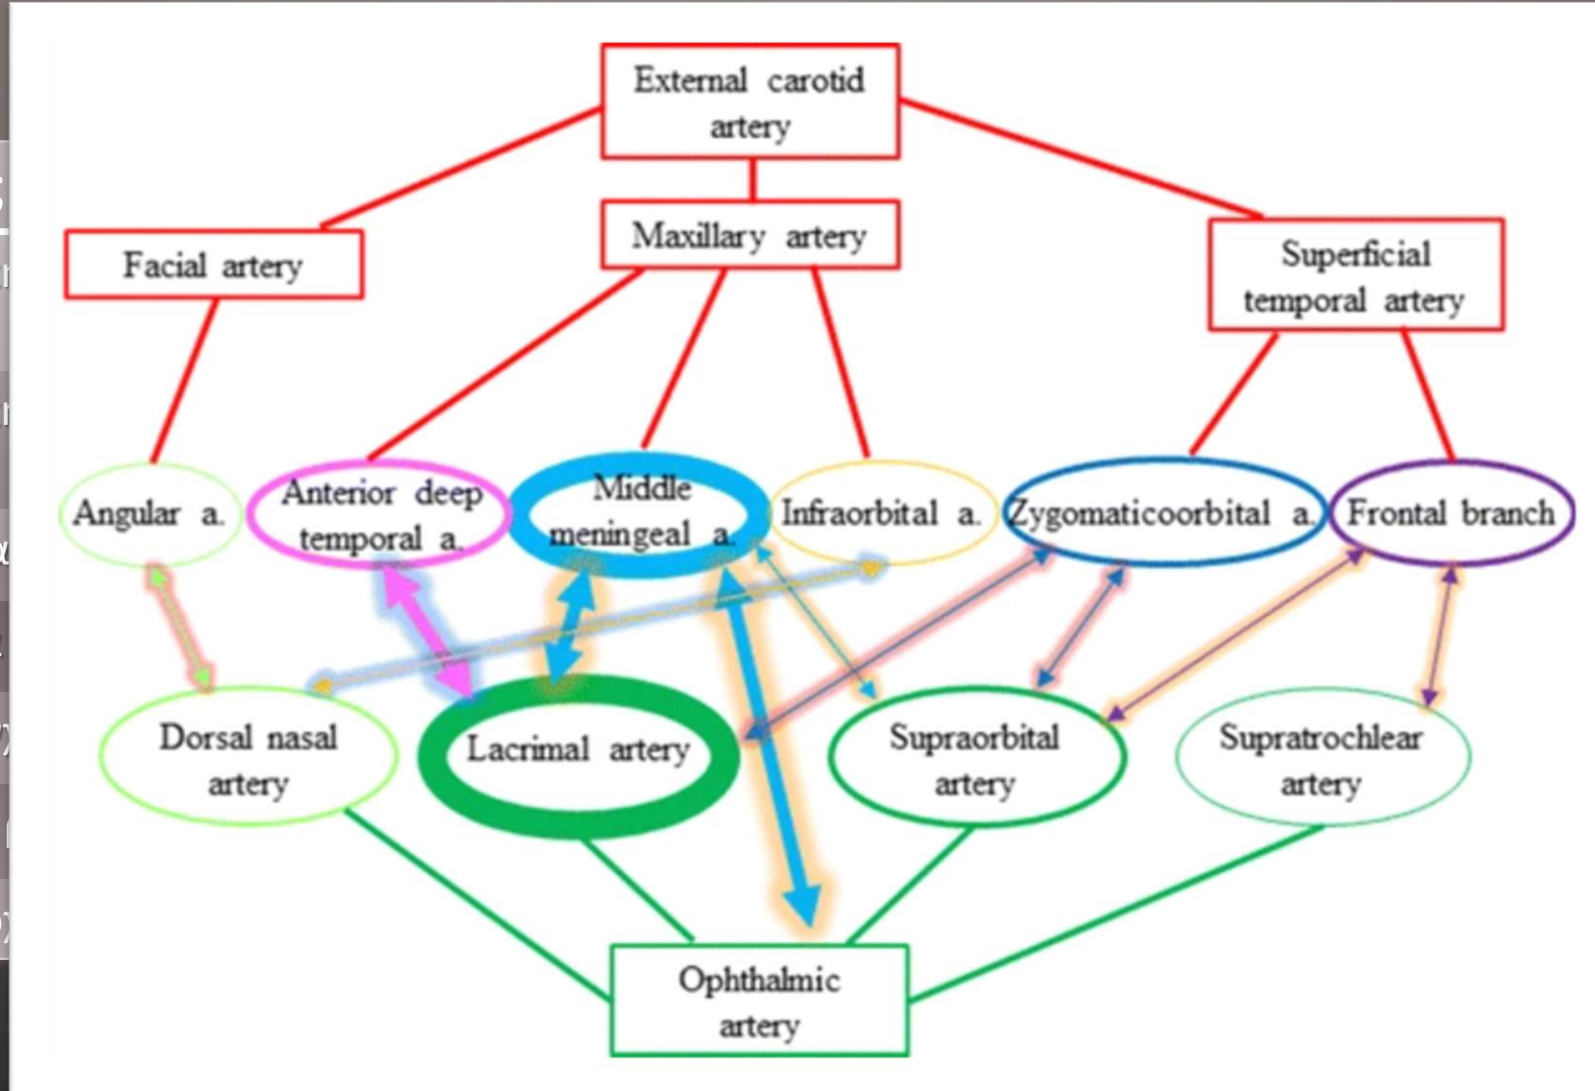 External carotid
artery
Maxillary artery
Facial artery
Superficial
temporal artery
Angular a.
Anterior deep
temporal a.
Middle
meningeal a.
Infraorbital a.
Zygomaticoorbital a.
Frontal branch
Dorsal nasal
artery
Lacrimal artery
Supraorbital
artery
Supratrochlear
artery
Ophthalmic
artery